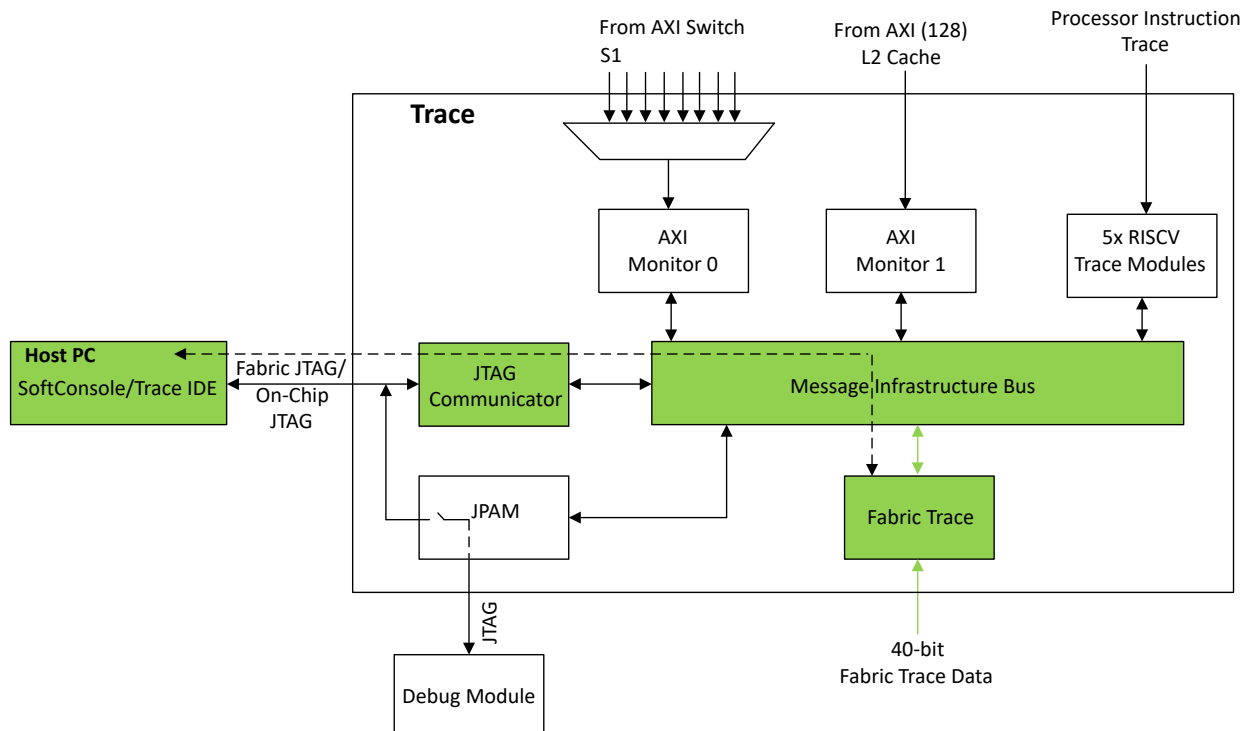 From AXI Switch
S1
From AXI (128)
L2 Cache
Processor Instruction
Trace
Trace
AXI
Monitor 0
AXI
Monitor 1
5x RISCV
Trace Modules
Host PC
SoftConsole/Trace IDE
Fabric JTAG/
On-Chip
JTAG
JTAG
Communicator
Message Infrastructure Bus
JPAM
Fabric Trace
JTAG
Debug Module
40-bit
Fabric Trace Data